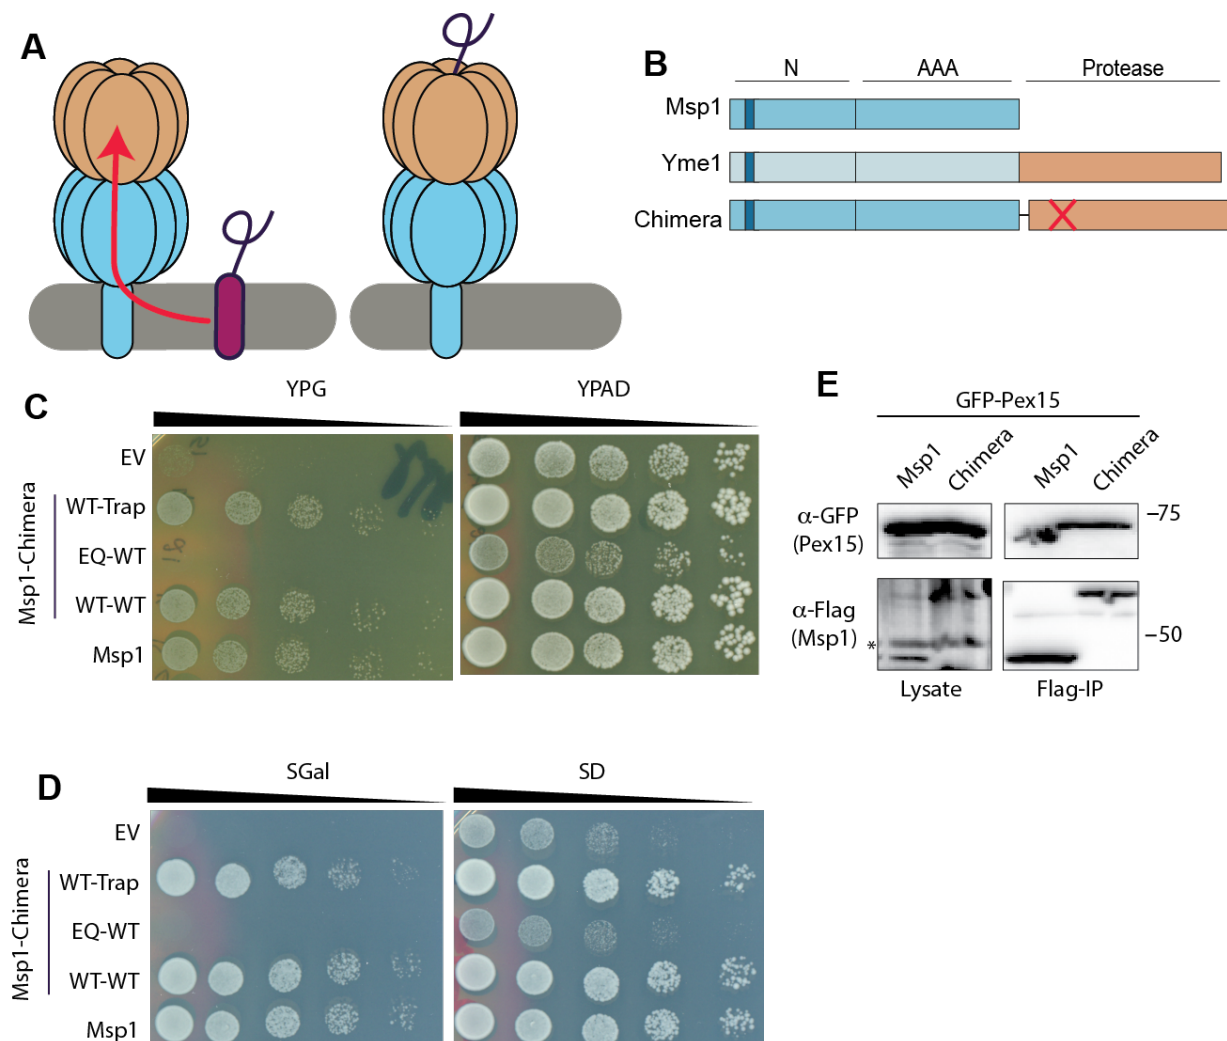 A
B
N AAA Protease
Msp1
Yme1
Chimera
C
YPG YPAD
EV
WT-Trap
EQ-WT
WT-WT
Msp1
Msp1-Chimera
E
GFP-Pex15
Msp1 Chimera Msp1 Chimera
α-GFP
(Pex15)
–75
α-Flag
(Msp1)
*
–50
Lysate Flag-IP
D
SGal SD
EV
WT-Trap
EQ-WT
WT-WT
Msp1
Msp1-Chimera